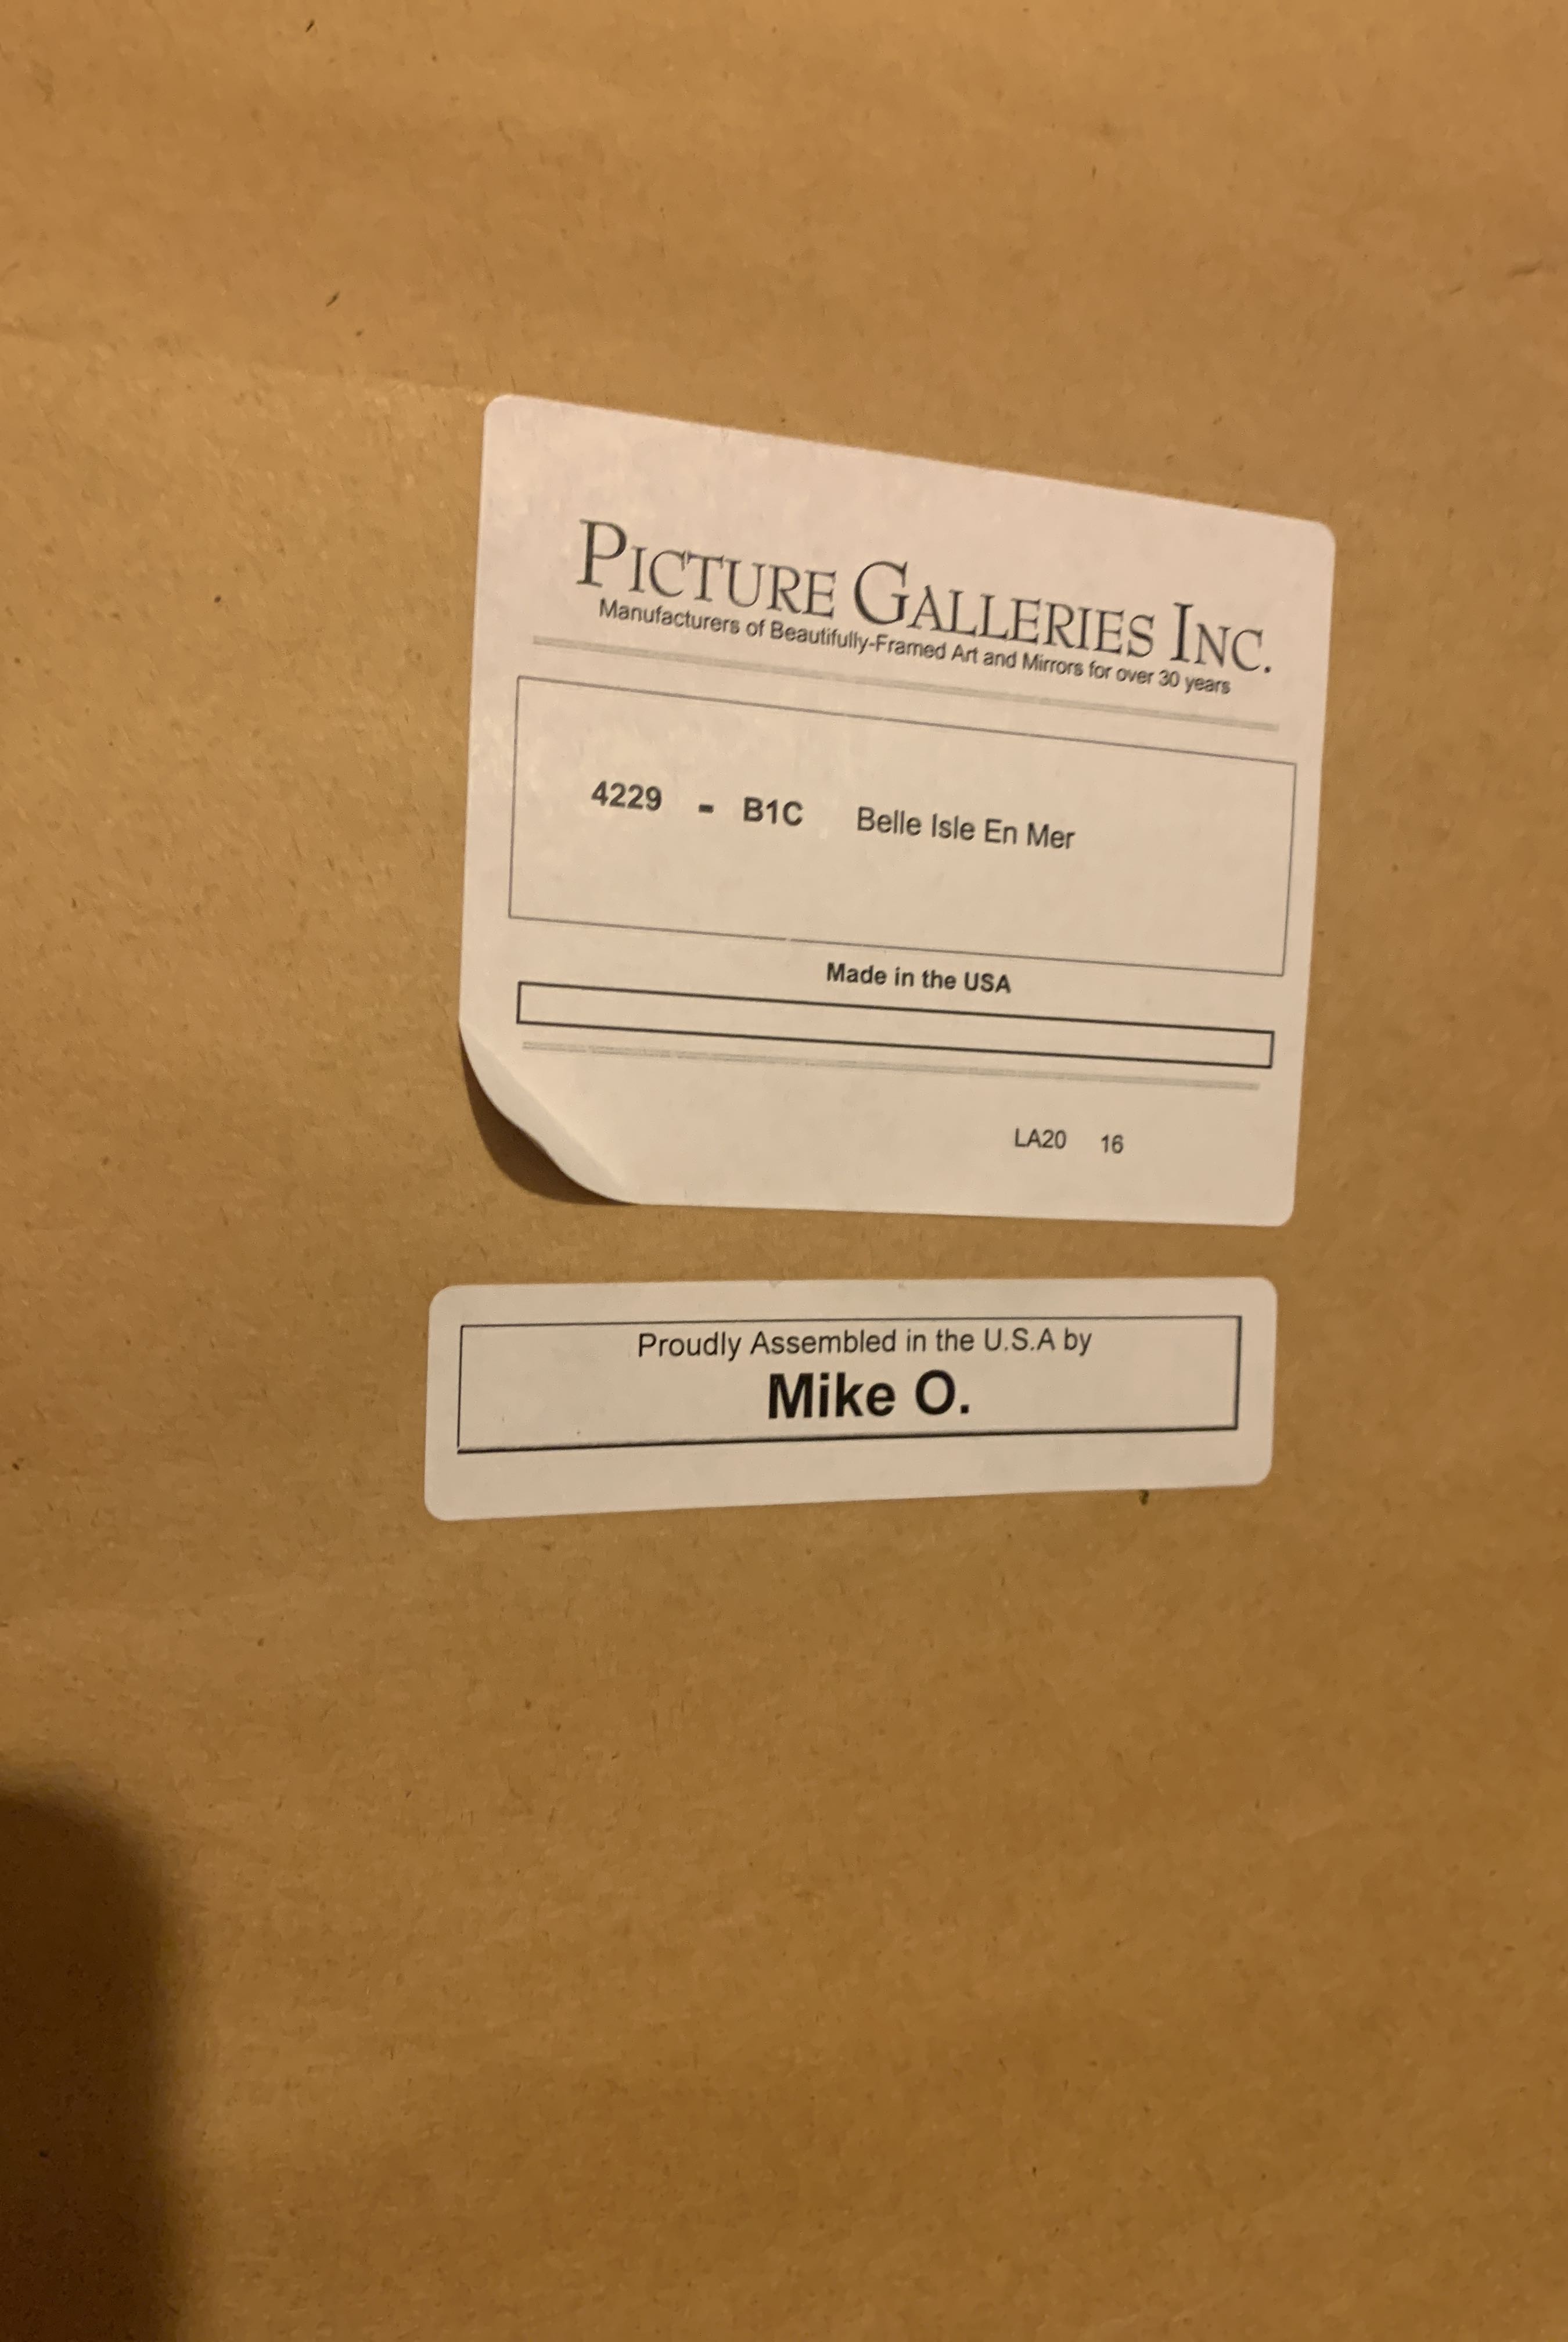 PICTURE GALLERIES INC.
Manufacturers of Beautifully-Framed Art and Mirrors for over 30 years
4229 - B1C Belle Isle En Mer
Made in the USA
LA20 16
Proudly Assembled in the U.S.A by
Mike O.